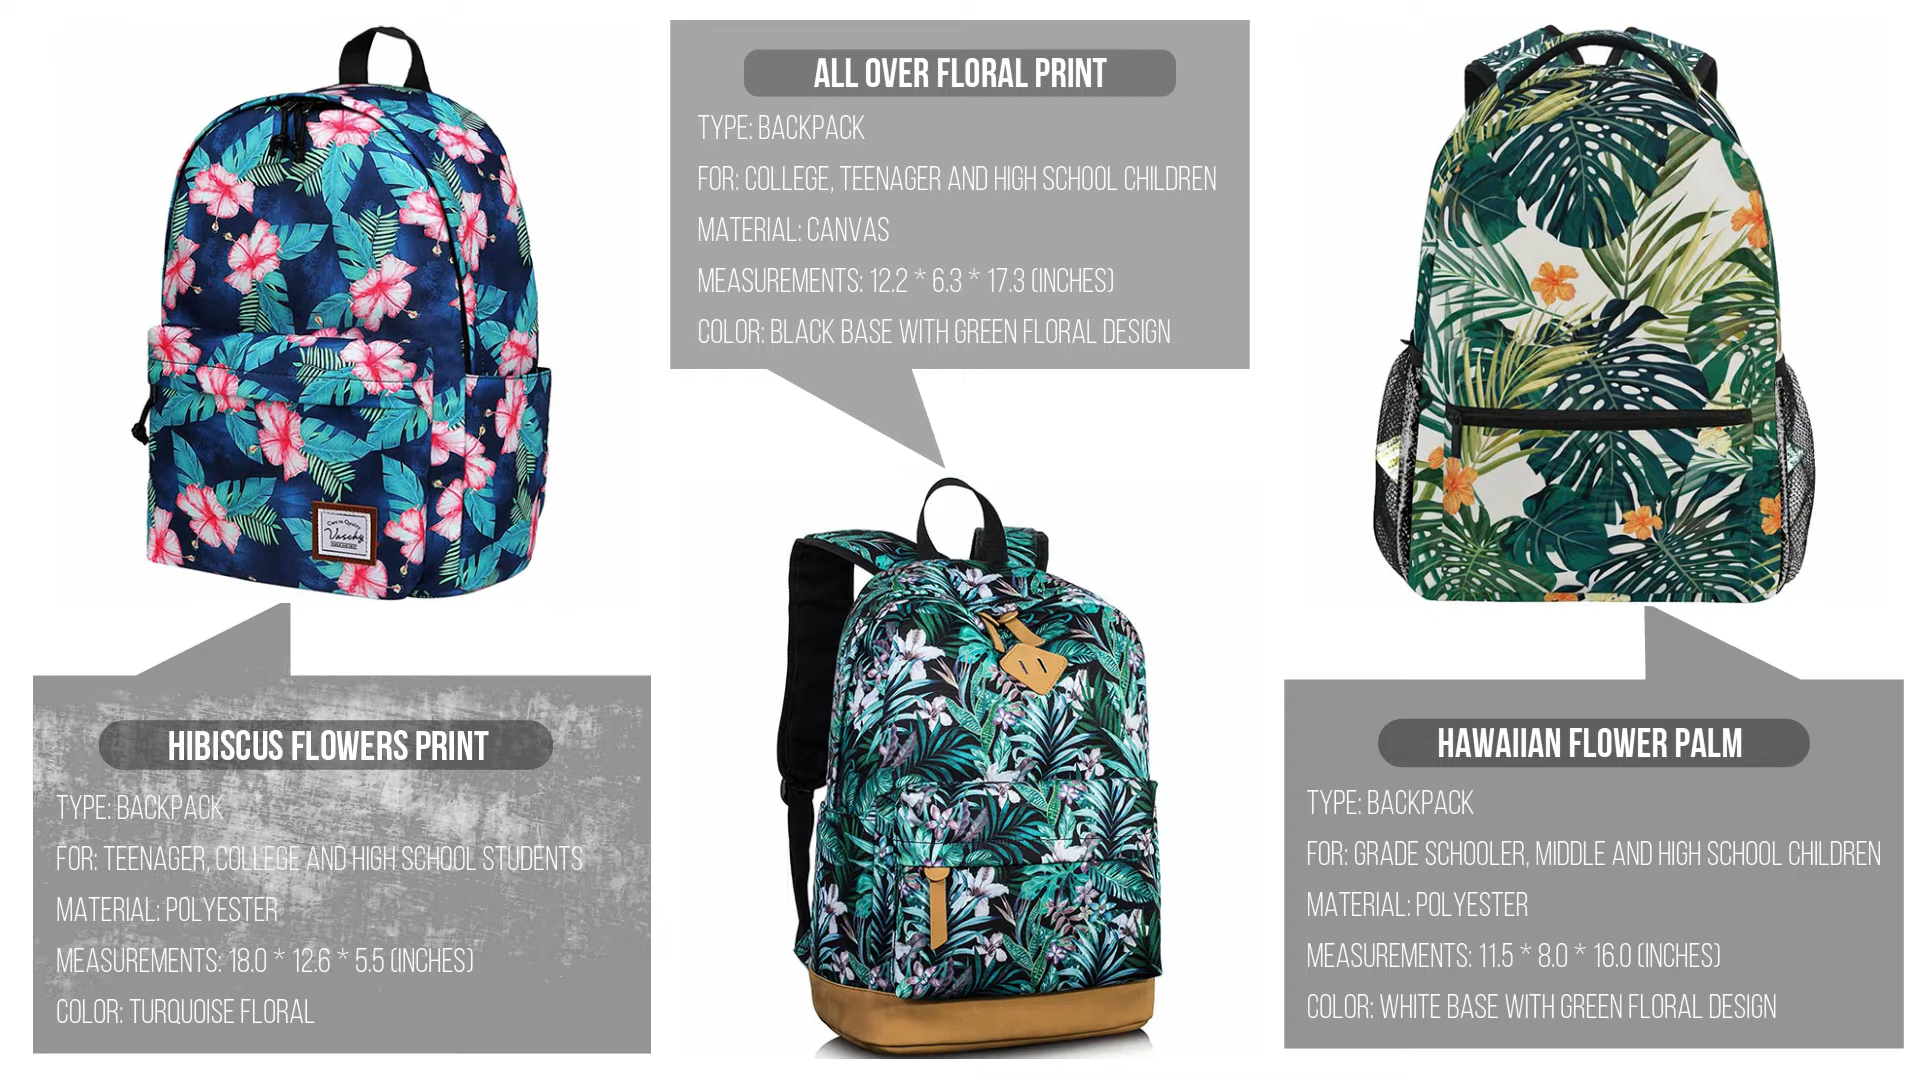 ALL OVER FLORAL PRINT
TYPE: BACKPACK
FOR: COLLEGE, TEENAGER AND HIGH SCHOOL CHILDREN
MATERIAL: CANVAS
MEASUREMENTS: 12.2 * 6.3 * 17.3 (INCHES)
COLOR: BLACK BASE WITH GREEN FLORAL DESIGN
Vaschy
HIBISCUS FLOWERS PRINT
TYPE: BACKPACK
FOR: TEENAGER, COLLEGE AND HIGH SCHOOL STUDENTS
MATERIAL: POLYESTER
MEASUREMENTS: 18.0 * 12.6 * 5.5 (INCHES)
COLOR: TURQUOISE FLORAL
HAWAIIAN FLOWER PALM
TYPE: BACKPACK
FOR: GRADE SCHOOLER, MIDDLE AND HIGH SCHOOL CHILDREN
MATERIAL: POLYESTER
MEASUREMENTS: 11.5 * 8.0 * 16.0 (INCHES)
COLOR: WHITE BASE WITH GREEN FLORAL DESIGN